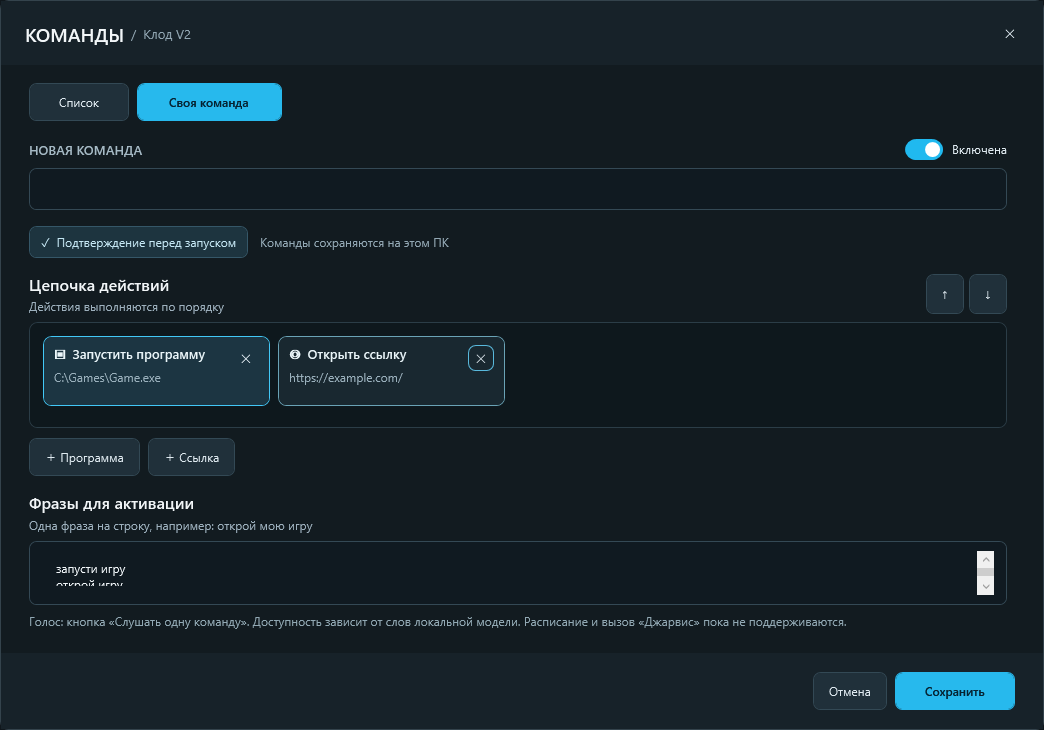 КОМАНДЫ / Клод V2
Список
Своя команда
НОВАЯ КОМАНДА
Включена
✓ Подтверждение перед запуском
Команды сохраняются на этом ПК
Цепочка действий
Действия выполняются по порядку
↑ ↓
Запустить программу
C:\Games\Game.exe
Открыть ссылку
https://example.com/
+ Программа
+ Ссылка
Фразы для активации
Одна фраза на строку, например: открой мою игру
запусти игру
открой игру
Голос: кнопка «Слушать одну команду». Доступность зависит от слов локальной модели. Расписание и вызов «Джарвис» пока не поддерживаются.
Отмена
Сохранить